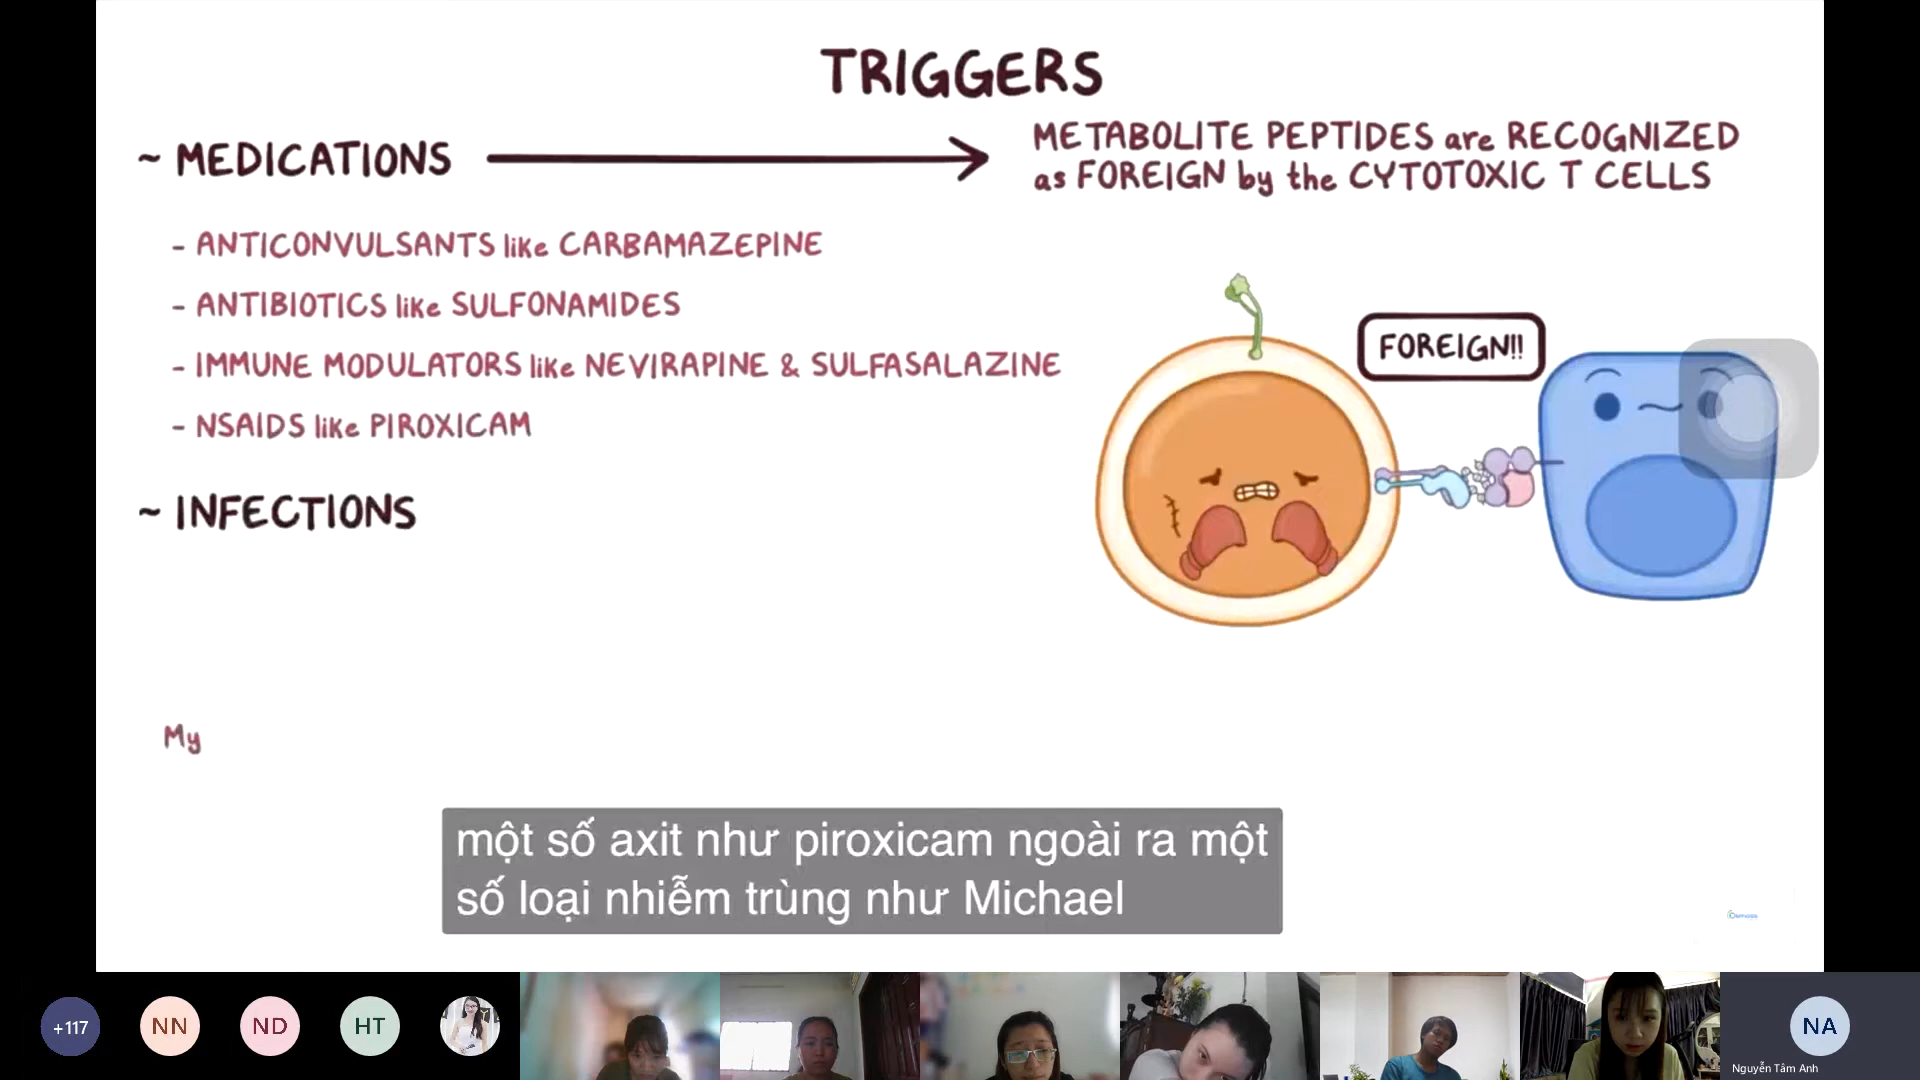 TRIGGERS
~ MEDICATIONS
METABOLITE PEPTIDES are RECOGNIZED
as FOREIGN by the CYTOTOXIC T CELLS
- ANTICONVULSANTS like CARBAMAZEPINE
- ANTIBIOTICS like SULFONAMIDES
- IMMUNE MODULATORS like NEVIRAPINE & SULFASALAZINE
- NSAIDS like PIROXICAM
FOREIGN!!
~ INFECTIONS
My
một số axit như piroxicam ngoài ra một
số loại nhiễm trùng như Michael
Osmosis
+117
NN
ND
HT
NA
Nguyễn Tâm Anh